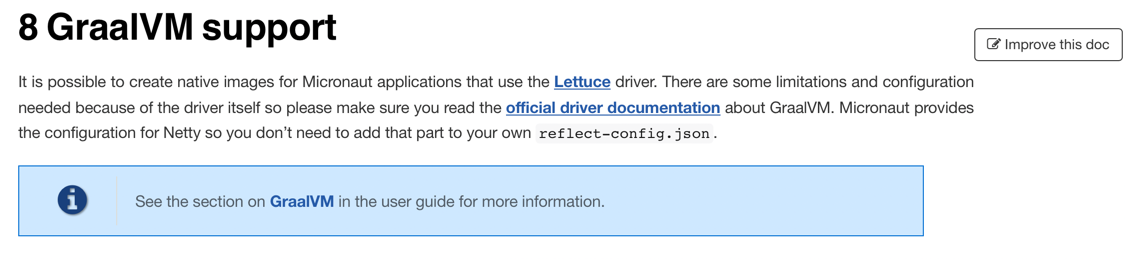 8 GraalVM support
Improve this doc
It is possible to create native images for Micronaut applications that use the Lettuce driver. There are some limitations and configuration
needed because of the driver itself so please make sure you read the official driver documentation about GraalVM. Micronaut provides
the configuration for Netty so you don’t need to add that part to your own reflect-config.json.
See the section on GraalVM in the user guide for more information.